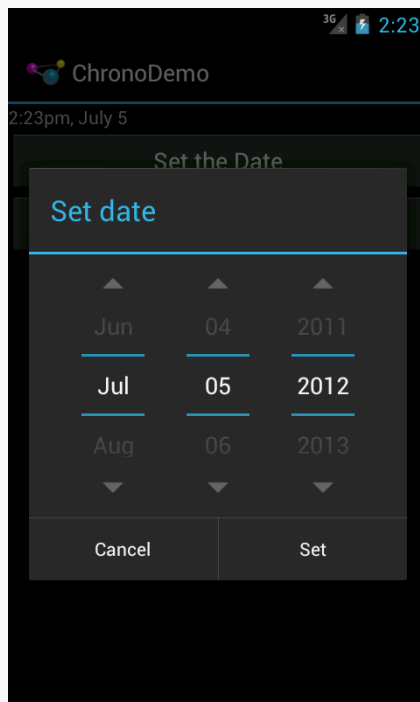 3G 2:23
ChronoDemo
2:23pm, July 5
Set the Date
Set date
Jun 04 2011
Jul 05 2012
Aug 06 2013
Cancel Set